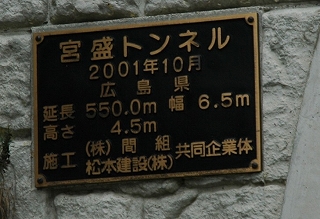 宮盛トンネル
2001年10月
広島県
延長 550.0m 幅 6.5m
高さ 4.5m
施工 (株)間組 共同企業体
松本建設(株)